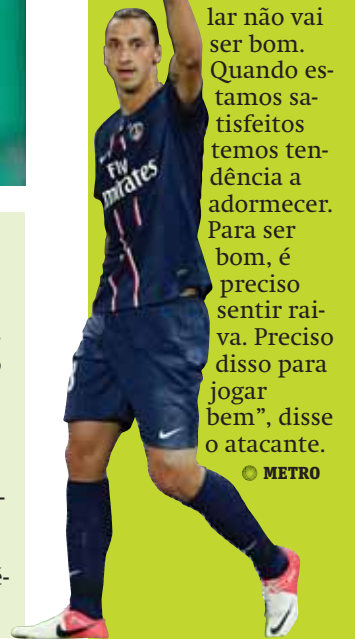 lar não vai
ser bom.
Quando es-
tamos sa-
tisfeitos
temos ten-
dência a
adormecer.
Para ser
bom, é
preciso
sentir rai-
va. Preciso
disso para
jogar
bem”, disse
o atacante.
METRO
Fly
Emirates